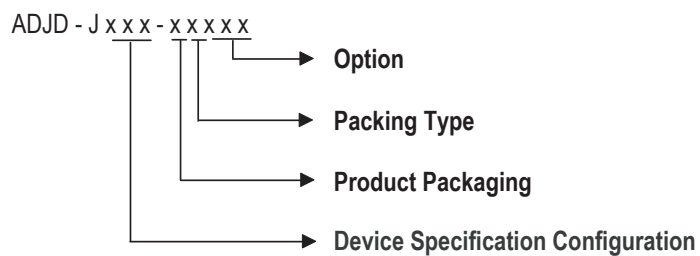 ADJD - J x x x - x x x x x
Option
Packing Type
Product Packaging
Device Specification Configuration